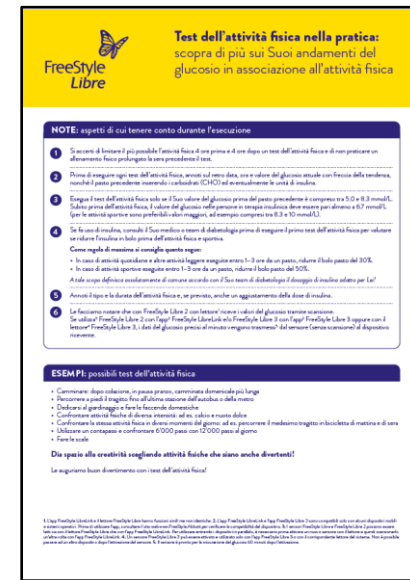 FreeStyle
Libre
Test dell'attività fisica nella pratica:
scopra di più sui Suoi andamenti del
glucosio in associazione all'attività fisica
NOTE: aspetti di cui tenere conto durante l'esecuzione
1 Si accerti di limitare il più possibile l'attività fisica 4 ore prima e 4 ore dopo un test dell'attività fisica e di non praticare un
allenamento fisico prolungato la sera precedente il test.
2 Prima di eseguire ogni test dell'attività fisica, annoti sul retro data, ora e valore del glucosio attuale con freccia della tendenza,
nonché il pasto precedente inserendo i carboidrati (CHO) ed eventualmente le unità di insulina.
3 Esegua il test dell'attività fisica solo se il Suo valore del glucosio prima del pasto precedente è compreso tra 5.0 e 8.3 mmol/L.
Subito prima dell'attività fisica, il valore del glucosio nelle persone in terapia insulinica deve essere pari almeno a 6.7 mmol/L
(per le attività sportive sono preferibili valori maggiori, ad esempio compresi tra 8.3 e 10 mmol/L).
4 Se fa uso di insulina, consulti il Suo medico o team di diabetologia prima di eseguire il primo test dell'attività fisica per valutare
se ridurre l'insulina in bolo prima dell'attività fisica e sportiva.
Come regola di massima si consiglia quanto segue:
• In caso di attività quotidiane e altre attività leggere eseguite entro 1–3 ore da un pasto, ridurre il bolo pasto del 30%.
• In caso di attività sportive eseguite entro 1–3 ore da un pasto, ridurre il bolo pasto del 50%.
A tale scopo definisca assolutamente di comune accordo con il Suo team di diabetologia il dosaggio di insulina adatto per Lei!
5 Annoti il tipo e la durata dell'attività fisica e, se previsto, anche un aggiustamento della dose di insulina.
6 Le facciamo notare che con FreeStyle Libre 2 con lettore¹ riceve i valori del glucosio tramite scansione.
Se utilizza² FreeStyle Libre 2 con l'app² FreeStyle LibreLink e/o FreeStyle Libre 3 con l'app² FreeStyle Libre 3 oppure con il
lettore³ FreeStyle Libre 3, i dati del glucosio precisi al minuto vengono trasmessi³ dal sensore (senza scansione) al dispositivo
ricevente.
ESEMPI: possibili test dell'attività fisica
• Camminare: dopo colazione, in pausa pranzo, camminata domenicale più lunga
• Percorrere a piedi il tragitto fino all'ultima stazione dell'autobus o della metro
• Dedicarsi al giardinaggio e fare le faccende domestiche
• Confrontare attività fisiche di diversa intensità: ad es. calcio e nuoto dolce
• Confrontare la stessa attività fisica in diversi momenti del giorno: ad es. percorrere il medesimo tragitto in bicicletta di mattina e di sera
• Utilizzare un contapassi e confrontare 6'000 passi con 12'000 passi al giorno
• Fare le scale
Dia spazio alla creatività scegliendo attività fisiche che siano anche divertenti!
Le auguriamo buon divertimento con i test dell'attività fisica!